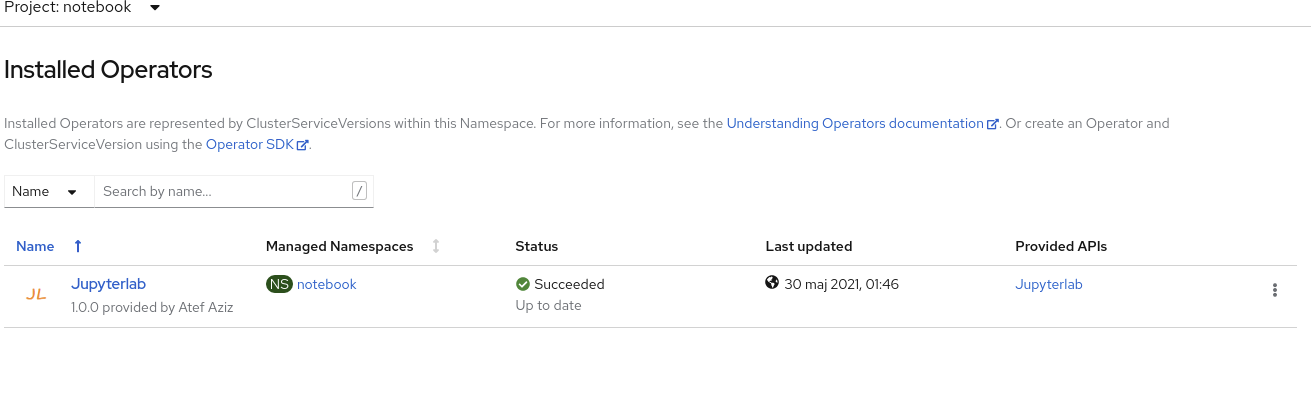 Project: notebook
Installed Operators
Installed Operators are represented by ClusterServiceVersions within this Namespace. For more information, see the Understanding Operators documentation. Or create an Operator and
ClusterServiceVersion using the Operator SDK.
Name Search by name... /
Name Managed Namespaces Status Last updated Provided APIs
JL Jupyterlab NS notebook Succeeded 30 maj 2021, 01:46 Jupyterlab
1.0.0 provided by Atef Aziz Up to date